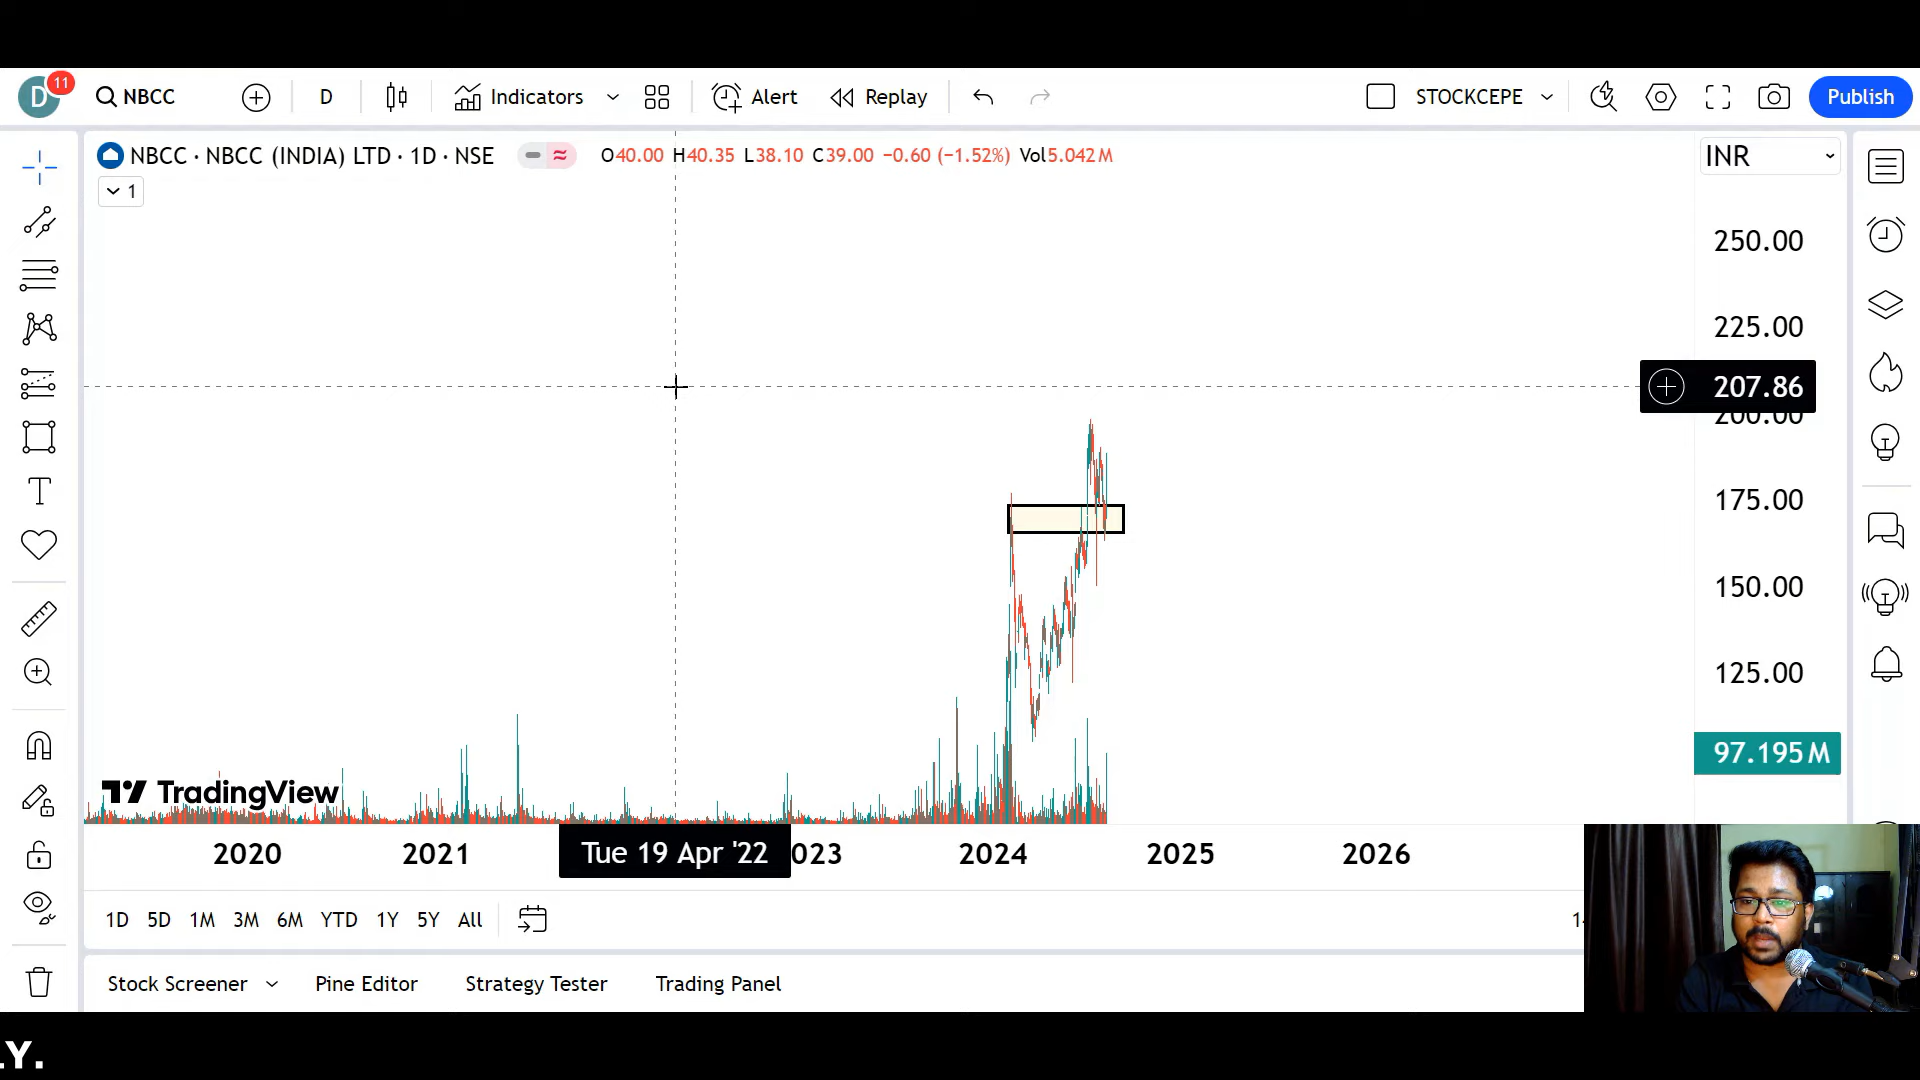 D 11 NBCC D Indicators Alert Replay STOCKCEPE Publish
NBCC · NBCC (INDIA) LTD · 1D · NSE O40.00 H40.35 L38.10 C39.00 −0.60 (−1.52%) Vol5.042M INR
1
250.00
225.00
207.86
200.00
175.00
150.00
125.00
97.195M
TradingView
2020 2021 Tue 19 Apr '22 023 2024 2025 2026
1D 5D 1M 3M 6M YTD 1Y 5Y All
Stock Screener Pine Editor Strategy Tester Trading Panel
Y.